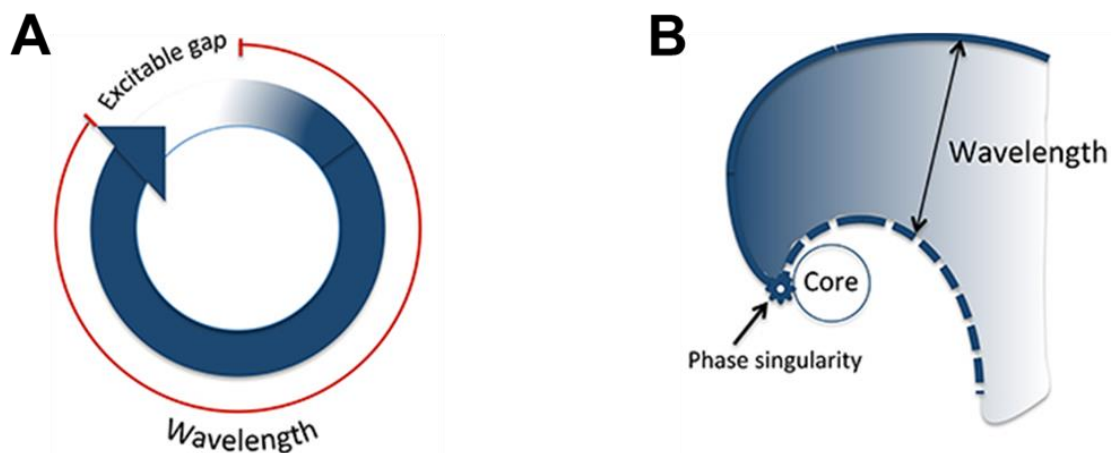 A
Excitable gap
Wavelength
B
Wavelength
Core
Phase singularity